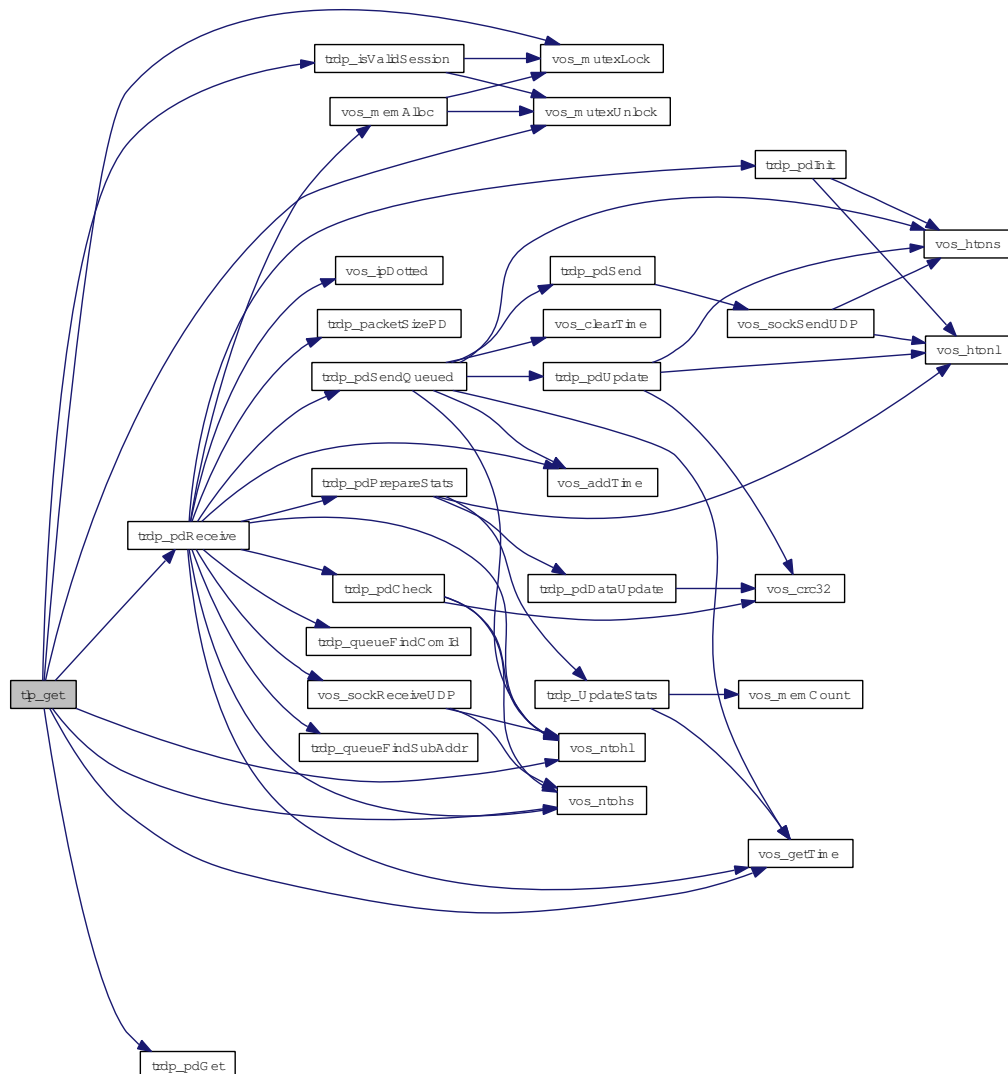 trdp_isValidSession
vos_mutexLock
vos_memAlloc
vos_mutexUnlock
trdp_pdInit
vos_htons
vos_ipDotted
trdp_pdSend
trdp_packetSizePD
vos_clearTime
vos_sockSendUDP
vos_htonl
trdp_pdSendQueued
trdp_pdUpdate
trdp_pdPrepareStats
vos_addTime
trdp_pdReceive
trdp_pdCheck
trdp_pdDataUpdate
vos_crc32
trdp_queueFindComId
tlp_get
vos_sockReceiveUDP
trdp_UpdateStats
vos_memCount
trdp_queueFindSubAddr
vos_ntohl
vos_ntohs
vos_getTime
trdp_pdGet